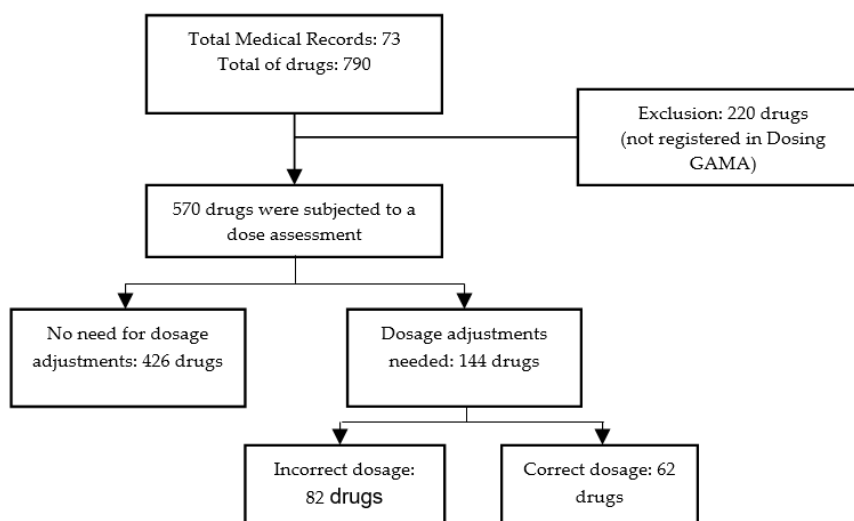 Total Medical Records: 73
Total of drugs: 790
Exclusion: 220 drugs
(not registered in Dosing
GAMA)
570 drugs were subjected to a
dose assessment
No need for dosage
adjustments: 426 drugs
Dosage adjustments
needed: 144 drugs
Incorrect dosage:
82 drugs
Correct dosage: 62
drugs